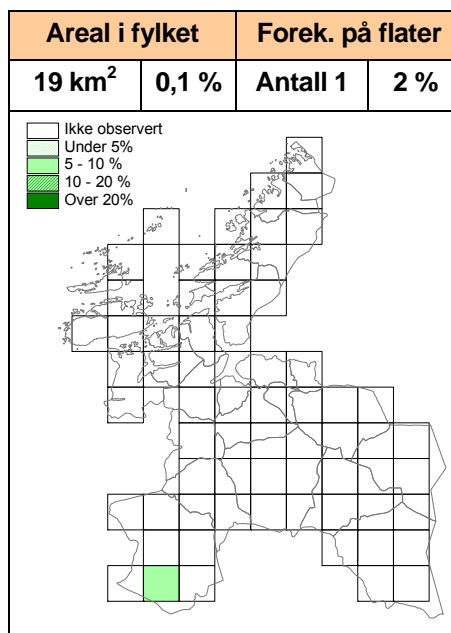 Areal i fylket Forek. på flater
19 km² 0,1 % Antall 1 2 %
Ikke observert
Under 5%
5 - 10 %
10 - 20 %
Over 20%